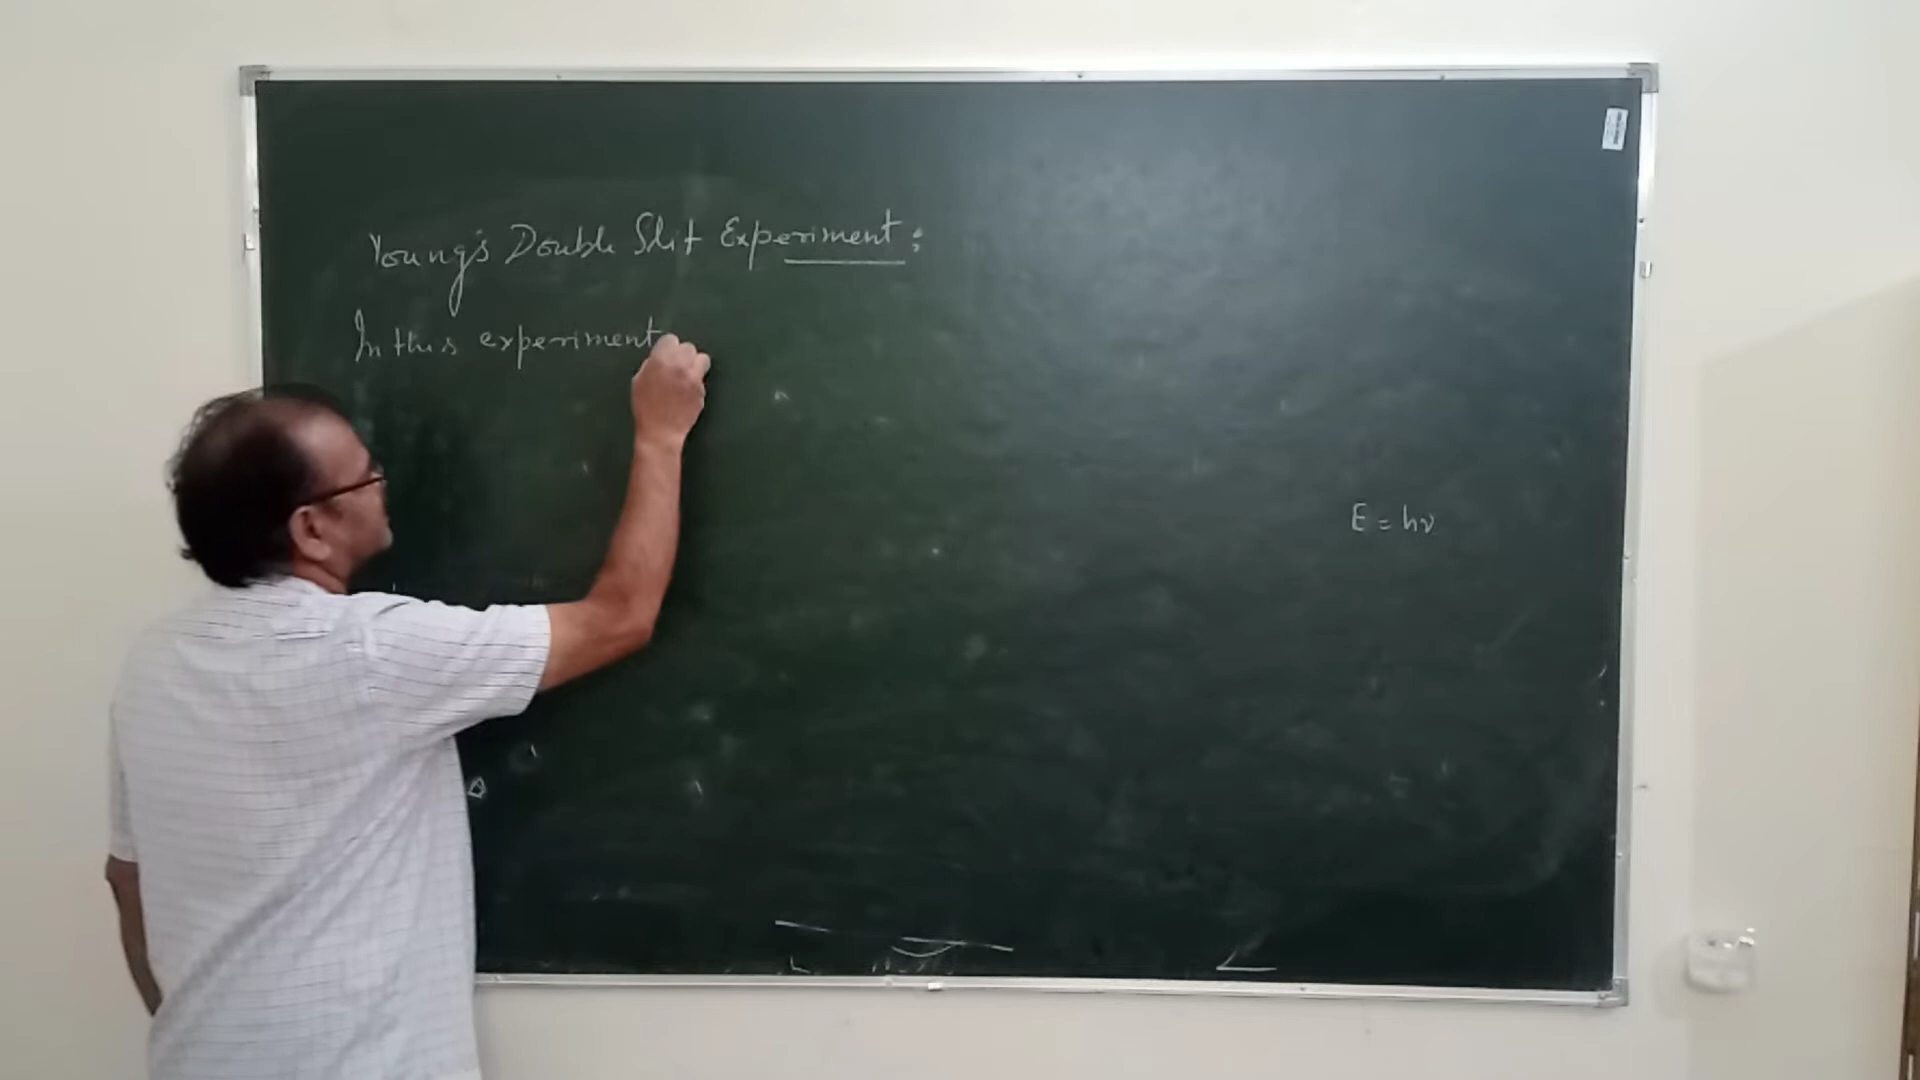 Young's Double Slit Experiment :
In this experiment
E = hν